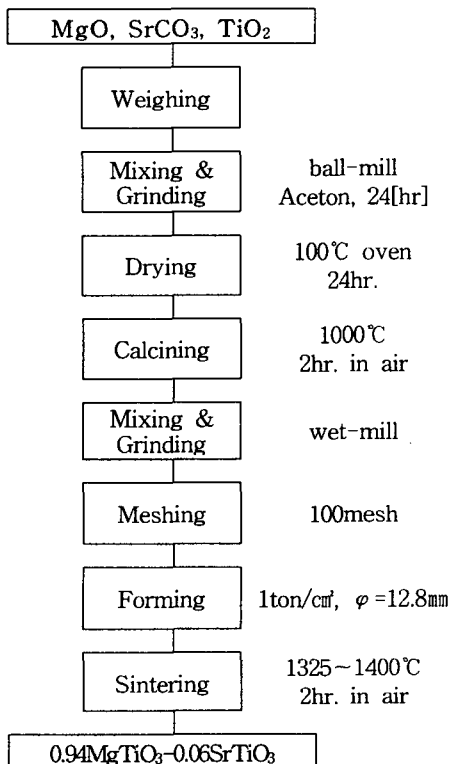 MgO, SrCO₃, TiO₂
Weighing
Mixing &
Grinding
ball-mill
Aceton, 24[hr]
Drying
100℃ oven
24hr.
Calcining
1000℃
2hr. in air
Mixing &
Grinding
wet-mill
Meshing
100mesh
Forming
1ton/㎠, φ=12.8㎜
Sintering
1325~1400℃
2hr. in air
0.94MgTiO₃-0.06SrTiO₃